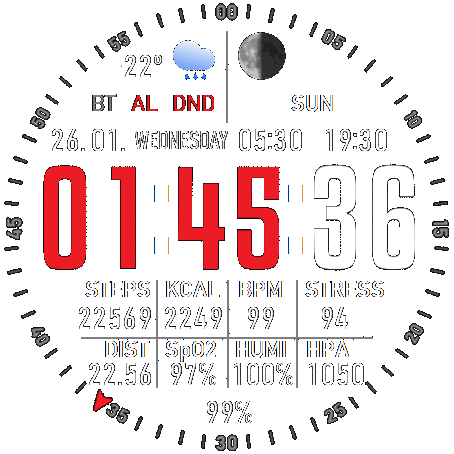 00
55 05
22°
BT AL DND SUN
50 10
26.01. WEDNESDAY 05:30 19:30
01:45:36
45 15
STEPS KCAL BPM STRESS
22569 2249 99 94
40 20
DIST SpO2 HUMI HPA
22.56 97% 100% 1050
35 99% 25
30